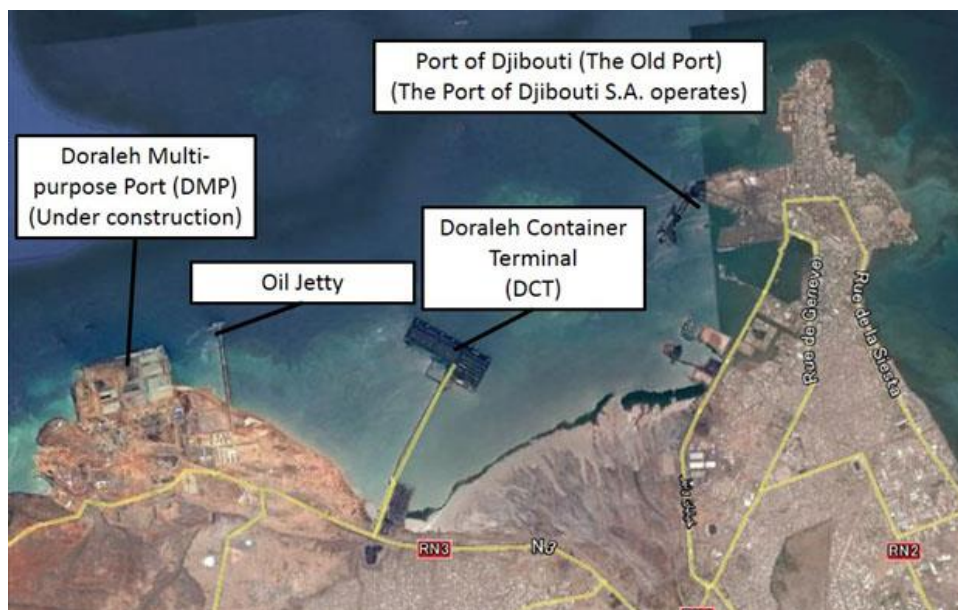 Port of Djibouti (The Old Port)
(The Port of Djibouti S.A. operates)
Doraleh Multi-
purpose Port (DMP)
(Under construction)
Doraleh Container
Terminal
(DCT)
Oil Jetty
Rue de Geneve
Rue de la Siesta
RN3
N3
RN2